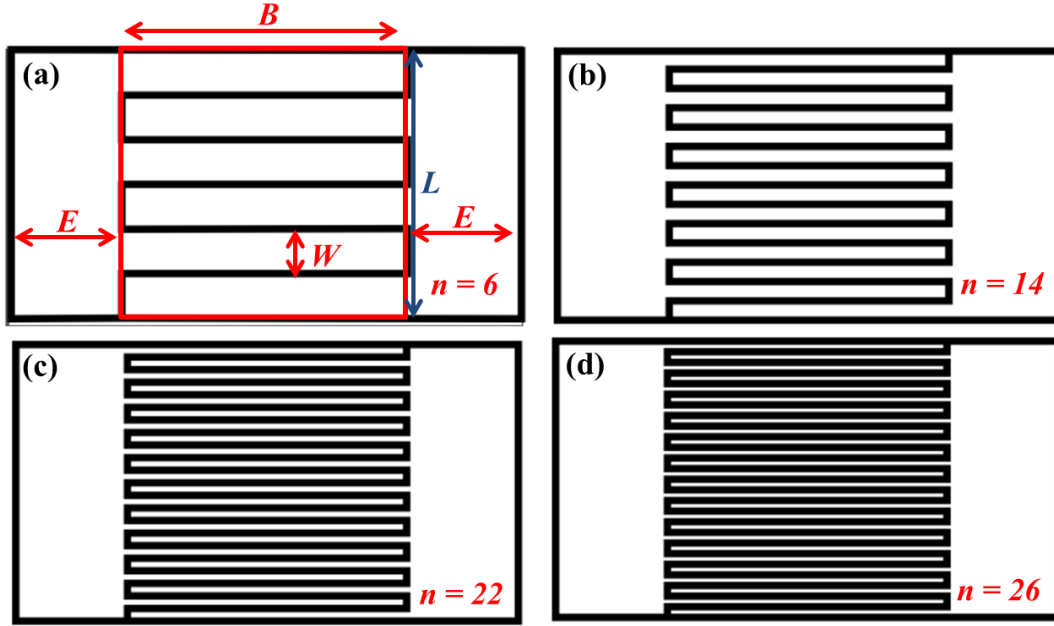 B
(a)
L
E
E
W
n = 6
(b)
n = 14
(c)
n = 22
(d)
n = 26